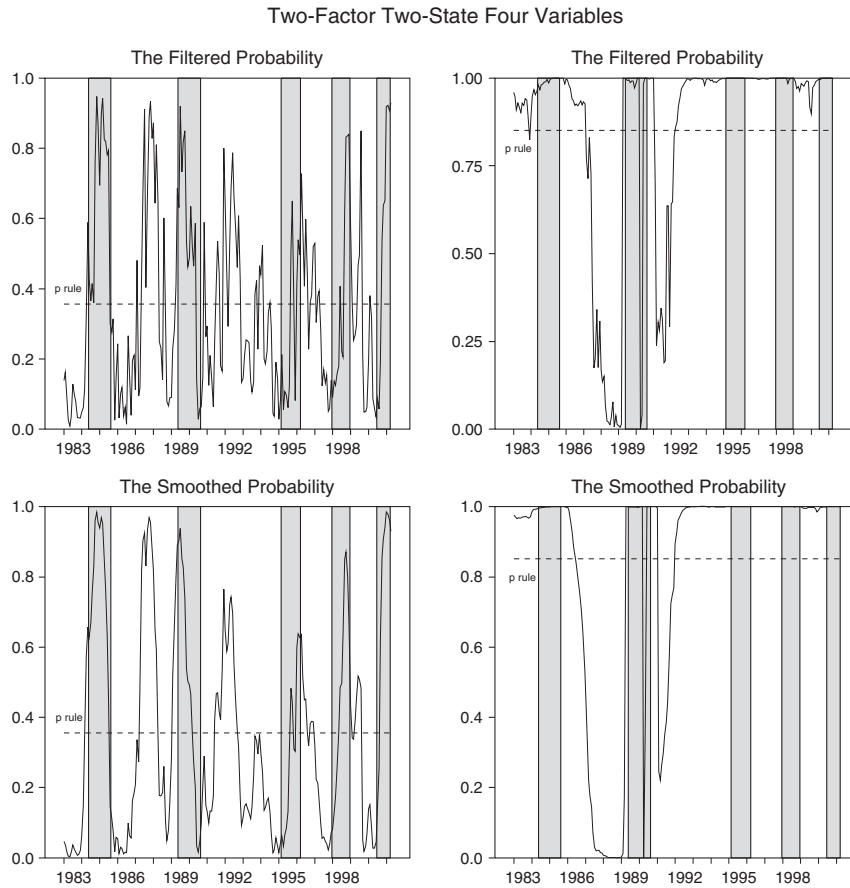 Two-Factor Two-State Four Variables
The Filtered Probability
1.0
0.8
0.6
0.4
p rule
0.2
0.0
1983 1986 1989 1992 1995 1998
The Filtered Probability
1.00
p rule
0.75
0.50
0.25
0.00
1983 1986 1989 1992 1995 1998
The Smoothed Probability
1.0
0.8
0.6
0.4
p rule
0.2
0.0
1983 1986 1989 1992 1995 1998
The Smoothed Probability
1.0
p rule
0.8
0.6
0.4
0.2
0.0
1983 1986 1989 1992 1995 1998